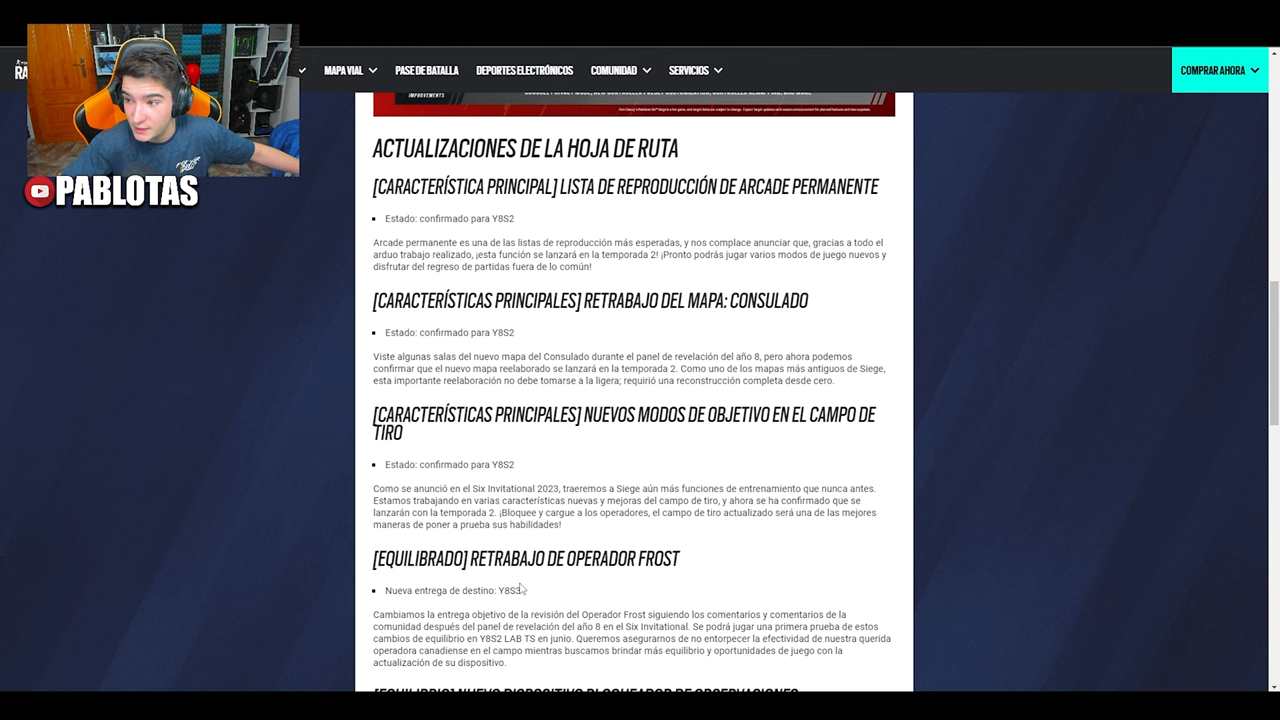 RA
MAPA VIAL
PASE DE BATALLA
DEPORTES ELECTRÓNICOS
COMUNIDAD
SERVICIOS
COMPRAR AHORA
PABLOTAS
IMPROVEMENTS
ACTUALIZACIONES DE LA HOJA DE RUTA
[CARACTERÍSTICA PRINCIPAL] LISTA DE REPRODUCCIÓN DE ARCADE PERMANENTE
Estado: confirmado para Y8S2
Arcade permanente es una de las listas de reproducción más esperadas, y nos complace anunciar que, gracias a todo el
arduo trabajo realizado, ¡esta función se lanzará en la temporada 2! ¡Pronto podrás jugar varios modos de juego nuevos y
disfrutar del regreso de partidas fuera de lo común!
[CARACTERÍSTICAS PRINCIPALES] RETRABAJO DEL MAPA: CONSULADO
Estado: confirmado para Y8S2
Viste algunas salas del nuevo mapa del Consulado durante el panel de revelación del año 8, pero ahora podemos
confirmar que el nuevo mapa reelaborado se lanzará en la temporada 2. Como uno de los mapas más antiguos de Siege,
esta importante reelaboración no debe tomarse a la ligera; requirió una reconstrucción completa desde cero.
[CARACTERÍSTICAS PRINCIPALES] NUEVOS MODOS DE OBJETIVO EN EL CAMPO DE
TIRO
Estado: confirmado para Y8S2
Como se anunció en el Six Invitational 2023, traeremos a Siege aún más funciones de entrenamiento que nunca antes.
Estamos trabajando en varias características nuevas y mejoras del campo de tiro, y ahora se ha confirmado que se
lanzarán con la temporada 2. ¡Bloquee y cargue a los operadores, el campo de tiro actualizado será una de las mejores
maneras de poner a prueba sus habilidades!
[EQUILIBRADO] RETRABAJO DE OPERADOR FROST
Nueva entrega de destino: Y8S3
Cambiamos la entrega objetivo de la revisión del Operador Frost siguiendo los comentarios y comentarios de la
comunidad después del panel de revelación del año 8 en el Six Invitational. Se podrá jugar una primera prueba de estos
cambios de equilibrio en Y8S2 LAB TS en junio. Queremos asegurarnos de no entorpecer la efectividad de nuestra querida
operadora canadiense en el campo mientras buscamos brindar más equilibrio y oportunidades de juego con la
actualización de su dispositivo.
[EQUILIBRIO] NUEVO DISPOSITIVO BLOQUEADOR DE OBSERVACIONES